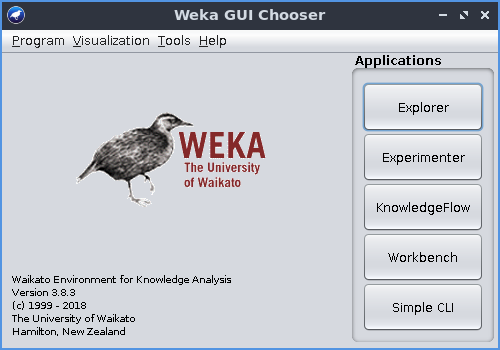 Weka GUI Chooser
Program Visualization Tools Help
Applications
Explorer
Experimenter
KnowledgeFlow
Workbench
Simple CLI
WEKA
The University
of Waikato
Waikato Environment for Knowledge Analysis
Version 3.8.3
(c) 1999 - 2018
The University of Waikato
Hamilton, New Zealand